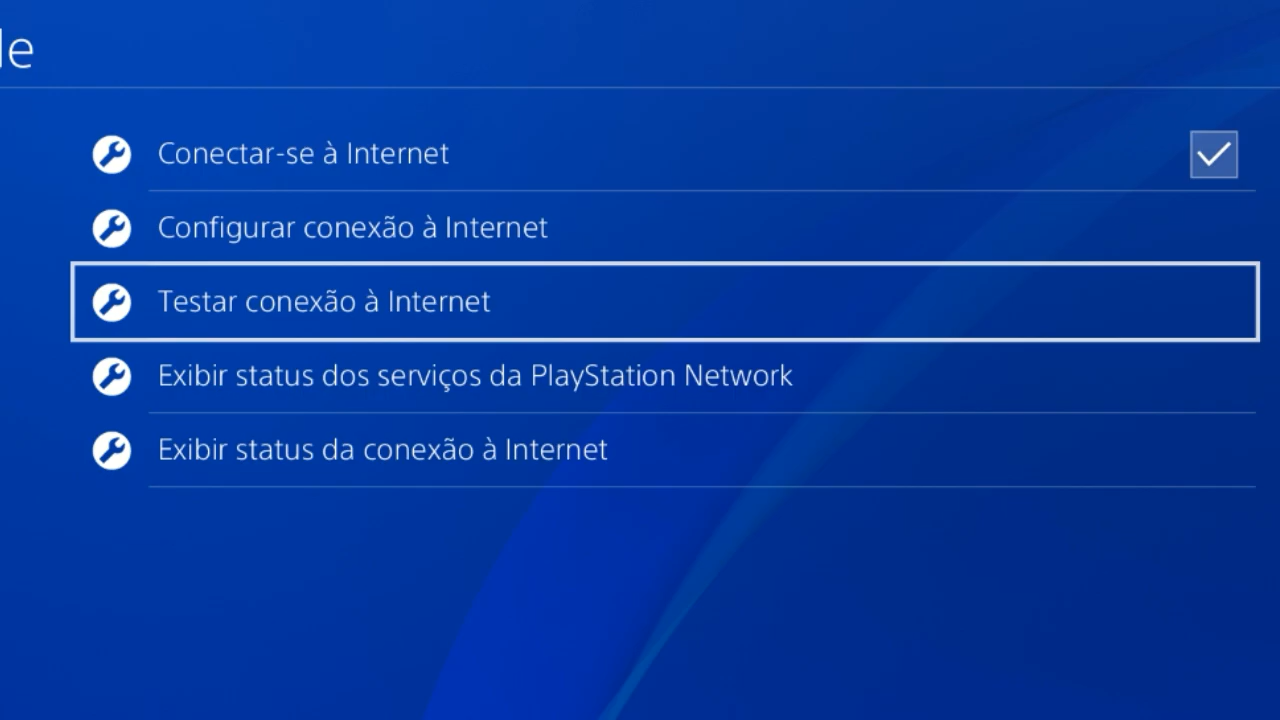 Conectar-se à Internet
Configurar conexão à Internet
Testar conexão à Internet
Exibir status dos serviços da PlayStation Network
Exibir status da conexão à Internet